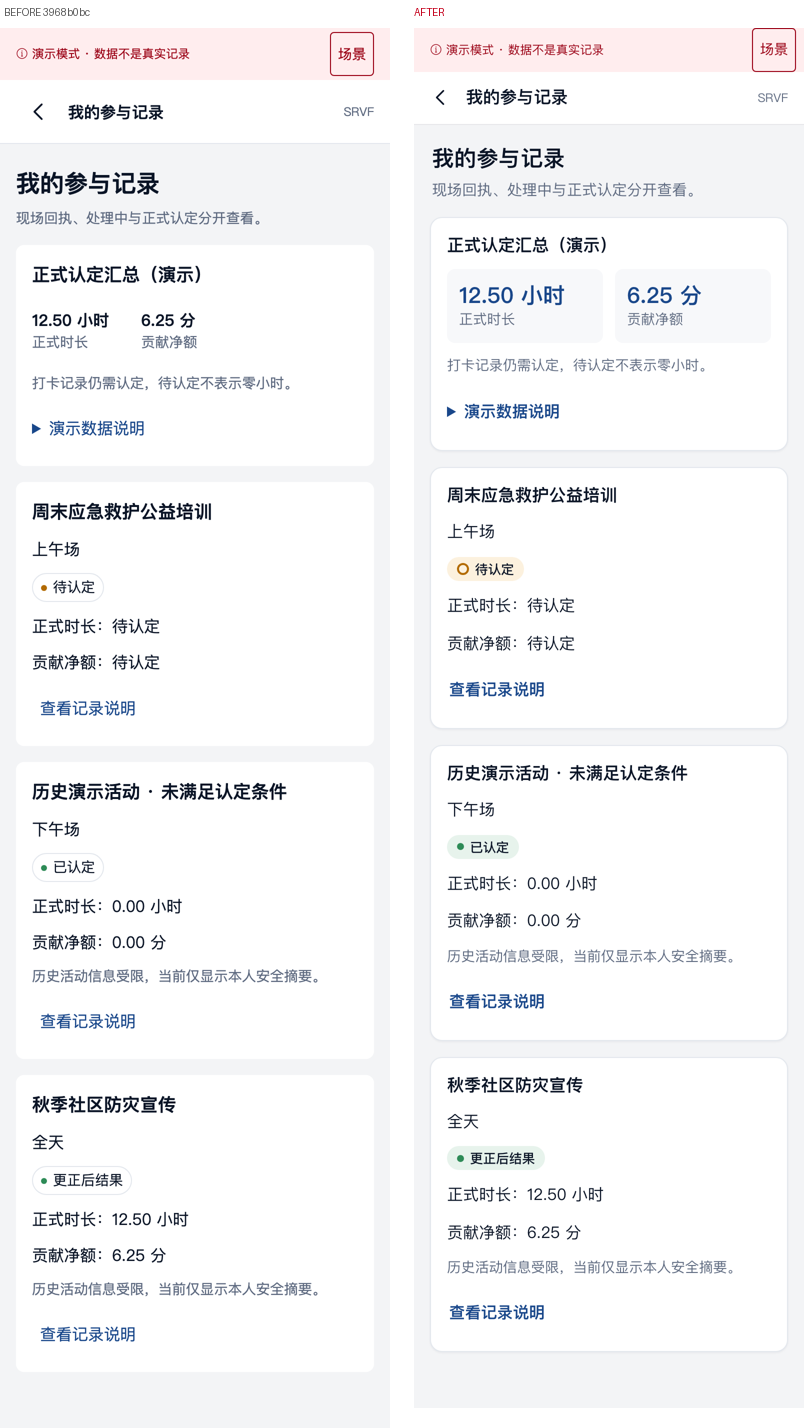 BEFORE 3968b0bc
演示模式 · 数据不是真实记录
场景
我的参与记录
SRVF
我的参与记录
现场回执、处理中与正式认定分开查看。
正式认定汇总（演示）
12.50 小时
6.25 分
正式时长
贡献净额
打卡记录仍需认定，待认定不表示零小时。
演示数据说明
周末应急救护公益培训
上午场
待认定
正式时长：待认定
贡献净额：待认定
查看记录说明
历史演示活动 · 未满足认定条件
下午场
已认定
正式时长：0.00 小时
贡献净额：0.00 分
历史活动信息受限，当前仅显示本人安全摘要。
查看记录说明
秋季社区防灾宣传
全天
更正后结果
正式时长：12.50 小时
贡献净额：6.25 分
历史活动信息受限，当前仅显示本人安全摘要。
查看记录说明
AFTER
演示模式 · 数据不是真实记录
场景
我的参与记录
SRVF
我的参与记录
现场回执、处理中与正式认定分开查看。
正式认定汇总（演示）
12.50 小时
6.25 分
正式时长
贡献净额
打卡记录仍需认定，待认定不表示零小时。
演示数据说明
周末应急救护公益培训
上午场
待认定
正式时长：待认定
贡献净额：待认定
查看记录说明
历史演示活动 · 未满足认定条件
下午场
已认定
正式时长：0.00 小时
贡献净额：0.00 分
历史活动信息受限，当前仅显示本人安全摘要。
查看记录说明
秋季社区防灾宣传
全天
更正后结果
正式时长：12.50 小时
贡献净额：6.25 分
历史活动信息受限，当前仅显示本人安全摘要。
查看记录说明